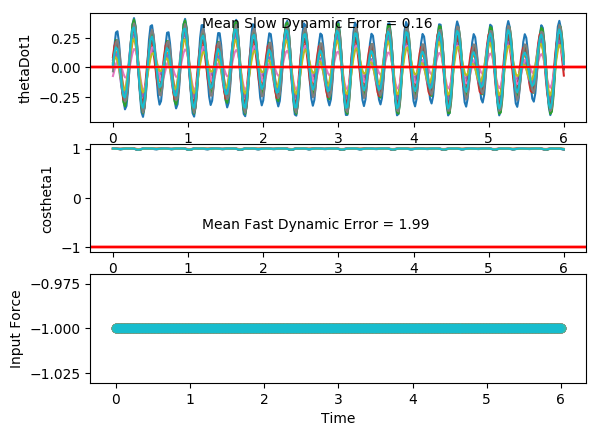 Mean Slow Dynamic Error = 0.16
thetaDot1
0.25
0.00
−0.25
0 1 2 3 4 5 6
costheta1
1
0
−1
Mean Fast Dynamic Error = 1.99
0 1 2 3 4 5 6
Input Force
−0.975
−1.000
−1.025
0 1 2 3 4 5 6
Time